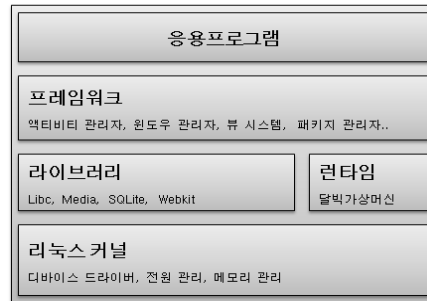 응용프로그램
프레임워크
액티비티 관리자, 윈도우 관리자, 뷰 시스템, 패키지 관리자..
라이브러리
Libc, Media, SQLite, Webkit
런타임
달빅가상머신
리눅스 커널
디바이스 드라이버, 전원 관리, 메모리 관리